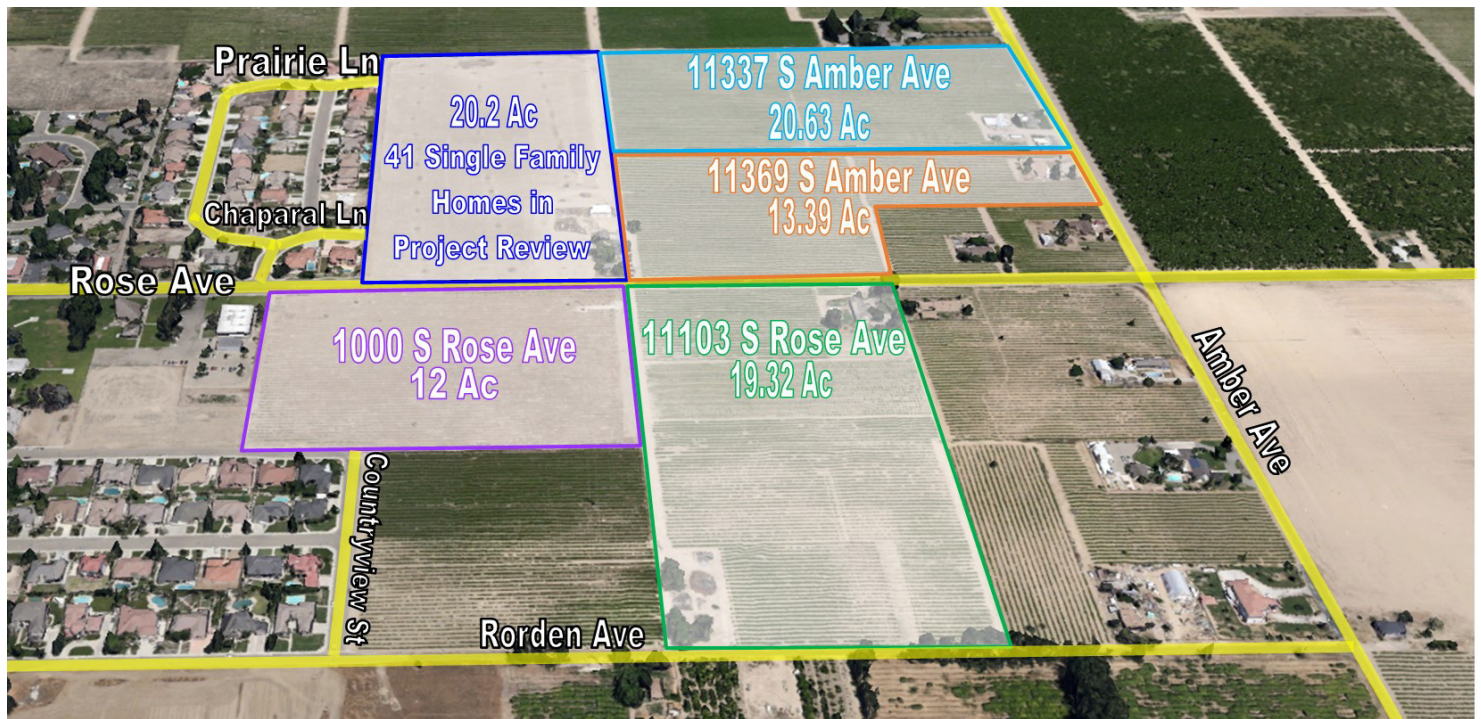 Prairie Ln
11337 S Amber Ave
20.63 Ac
20.2 Ac
41 Single Family
Homes in
Project Review
11369 S Amber Ave
13.39 Ac
Chaparal Ln
Rose Ave
1000 S Rose Ave
12 Ac
11103 S Rose Ave
19.32 Ac
Amber Ave
Countryview St
Rorden Ave